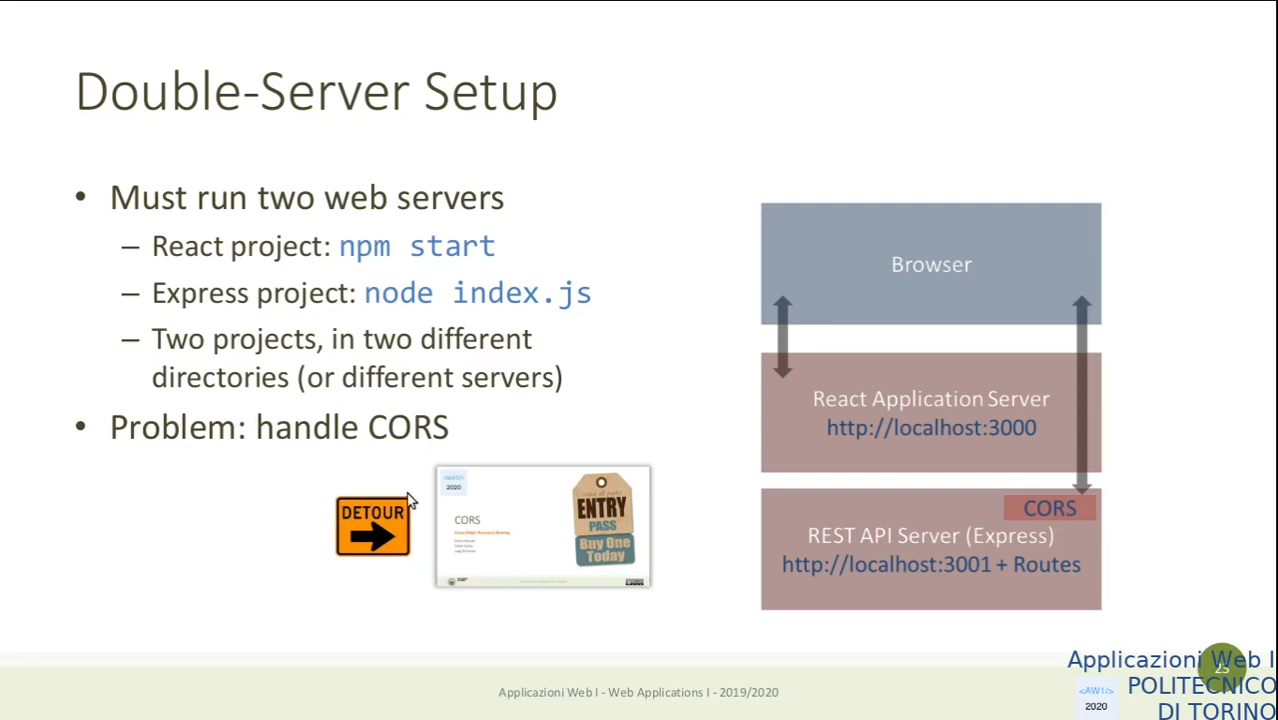 Double-Server Setup
• Must run two web servers
– React project: npm start
– Express project: node index.js
– Two projects, in two different
directories (or different servers)
• Problem: handle CORS
Browser
React Application Server
http://localhost:3000
CORS
REST API Server (Express)
http://localhost:3001 + Routes
DETOUR
<AW1/>
2020
CORS
ENTRY
PASS
Buy One
Today
Applicazioni Web I - Web Applications I - 2019/2020
23
Applicazioni Web I
POLITECNICO
DI TORINO
<AW1/>
2020